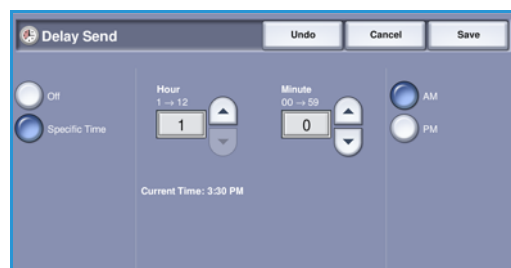 Delay Send
Undo
Cancel
Save
Off
Specific Time
Hour
1 → 12
1
Minute
00 → 59
0
AM
PM
Current Time: 3:30 PM